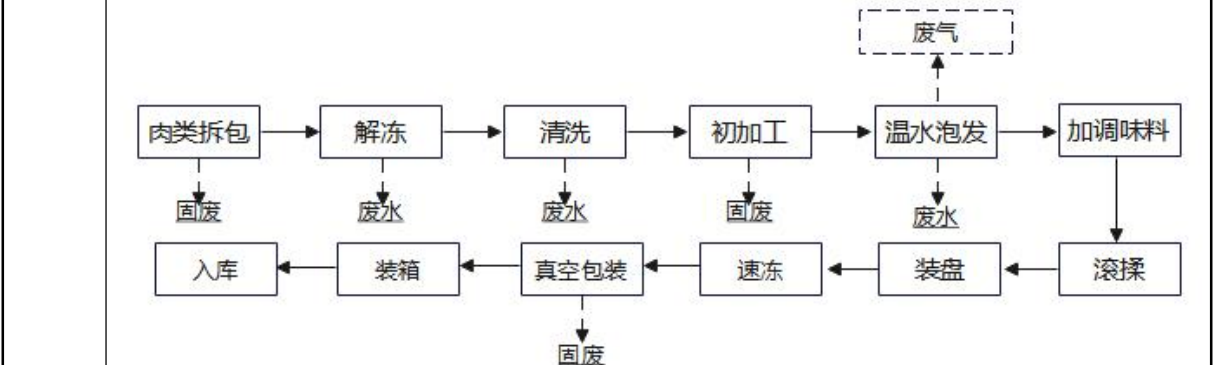 废气
肉类拆包
解冻
清洗
初加工
温水泡发
加调味料
固废
废水
废水
固废
废水
入库
装箱
真空包装
速冻
装盘
滚揉
固废